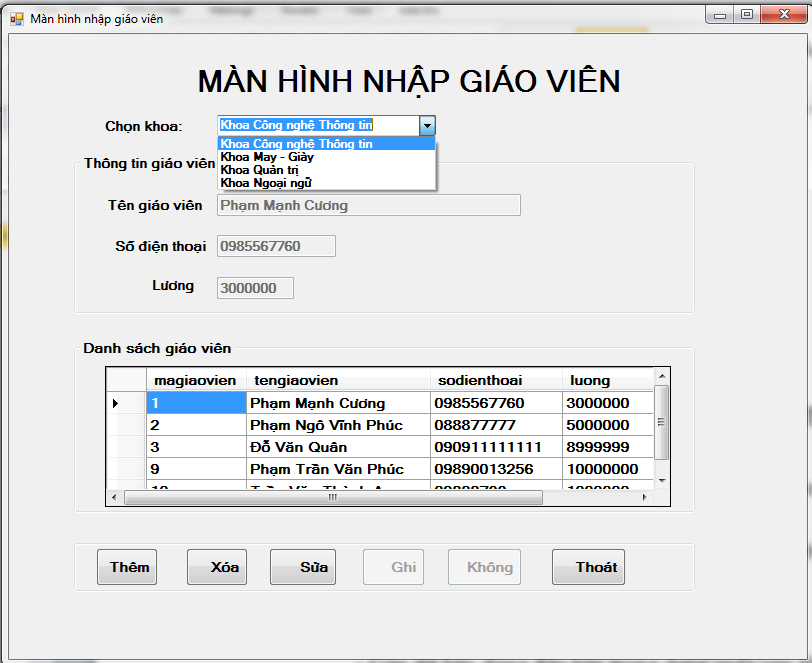 Màn hình nhập giáo viên
MÀN HÌNH NHẬP GIÁO VIÊN
Chọn khoa: Khoa Công nghệ Thông tin
Khoa Công nghệ Thông tin
Khoa May - Giày
Khoa Quản trị
Khoa Ngoại ngữ
Thông tin giáo viên
Tên giáo viên Phạm Mạnh Cương
Số điện thoại 0985567760
Lương 3000000
Danh sách giáo viên
magiaovien tengiaovien sodienthoai luong
1 Phạm Mạnh Cương 0985567760 3000000
2 Phạm Ngô Vĩnh Phúc 088877777 5000000
3 Đỗ Văn Quân 090911111111 8999999
9 Phạm Trần Văn Phúc 09890013256 10000000
Thêm Xóa Sửa Ghi Không Thoát